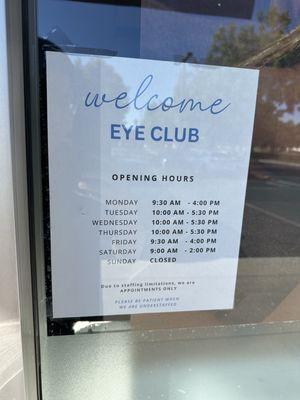 welcome
EYE CLUB
OPENING HOURS
MONDAY 9:30 AM - 4:00 PM
TUESDAY 10:00 AM - 5:30 PM
WEDNESDAY 10:00 AM - 5:30 PM
THURSDAY 10:00 AM - 5:30 PM
FRIDAY 9:30 AM - 4:00 PM
SATURDAY 9:00 AM - 2:00 PM
SUNDAY CLOSED
Due to staffing limitations, we are
APPOINTMENTS ONLY
PLEASE BE PATIENT WHEN
WE ARE UNDERSTAFFED